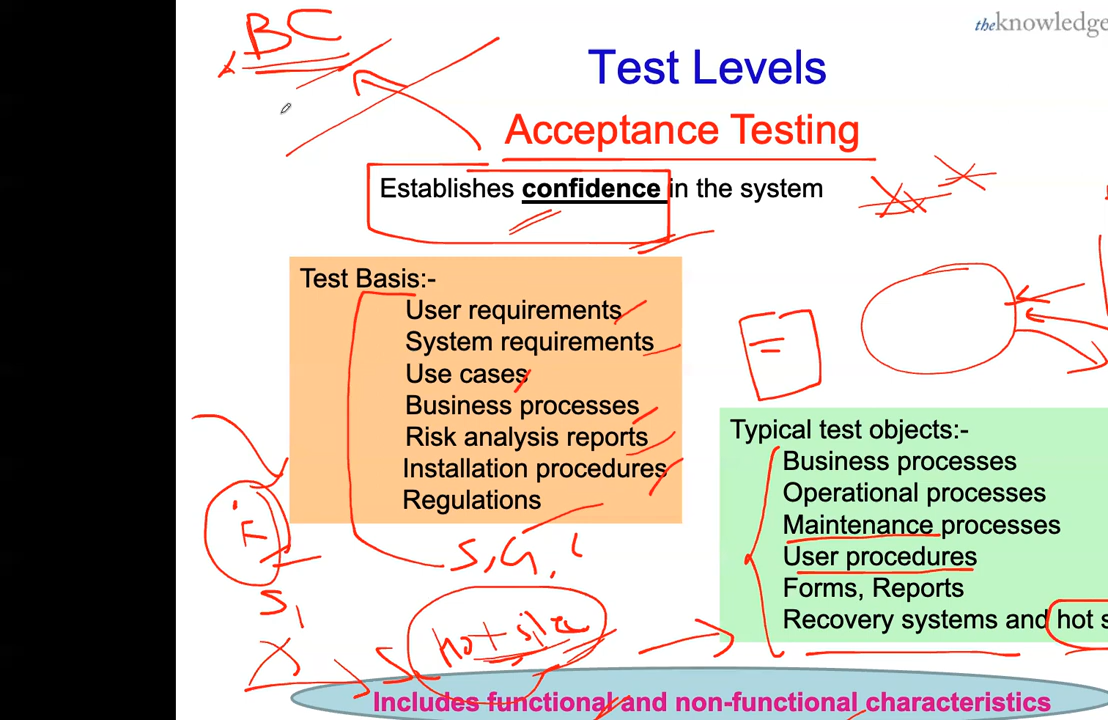 BC
theknowledge
Test Levels
Acceptance Testing
Establishes confidence in the system
Test Basis:-
User requirements
System requirements
Use cases
Business processes
Risk analysis reports
Installation procedures
Regulations
Typical test objects:-
Business processes
Operational processes
Maintenance processes
User procedures
Forms, Reports
Recovery systems and hot s
S, G,
S1
hot site
Includes functional and non-functional characteristics